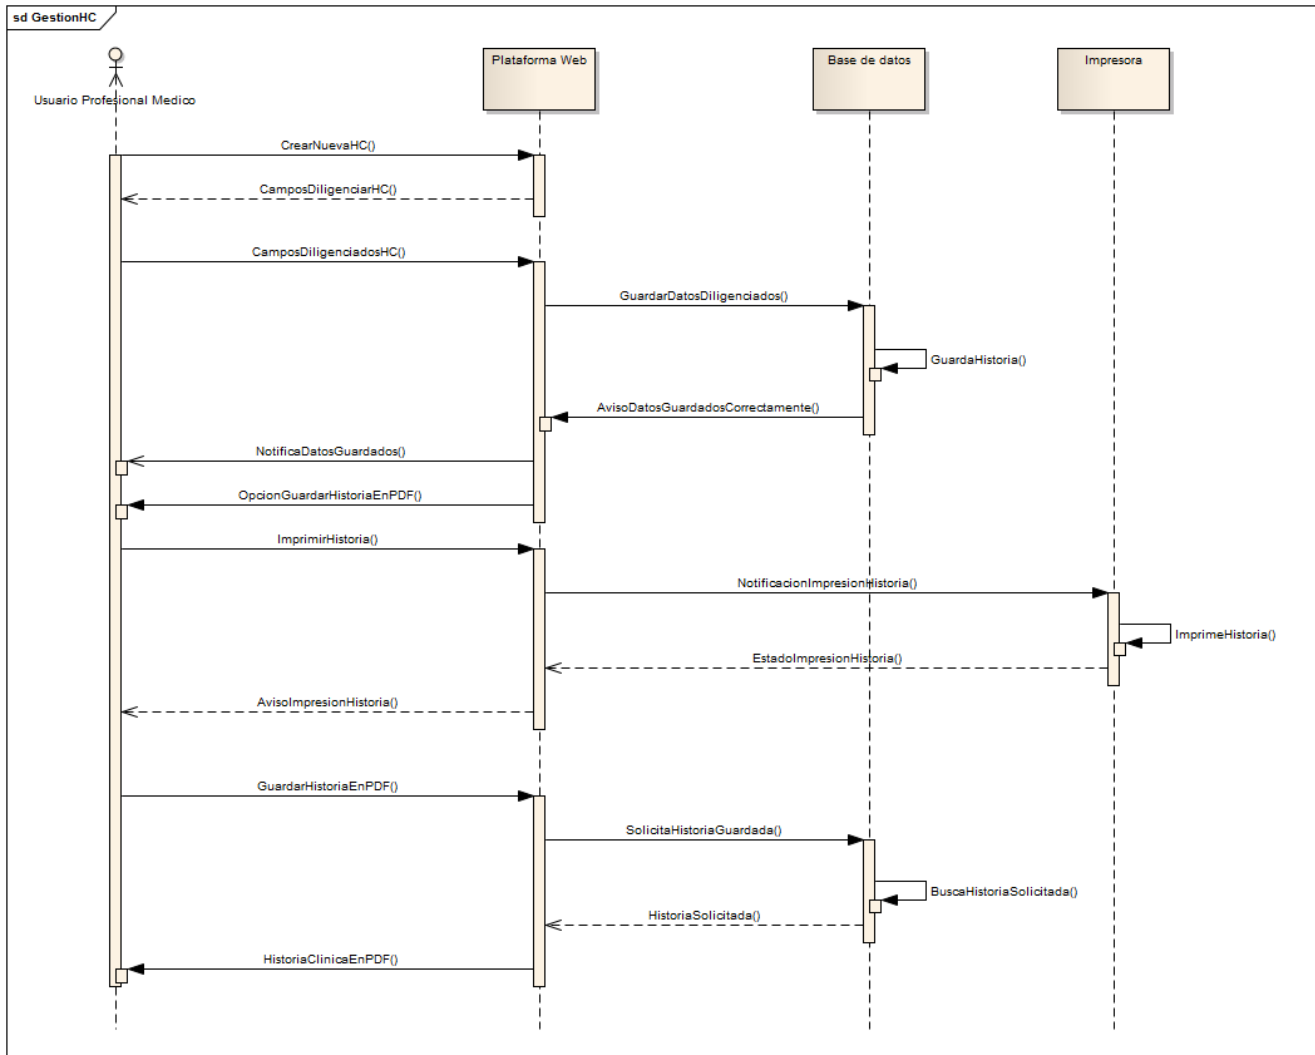 sd GestionHC
Usuario Profesional Medico
Plataforma Web
Base de datos
Impresora
CrearNuevaHC()
CamposDiligenciarHC()
CamposDiligenciadosHC()
GuardarDatosDiligenciados()
GuardaHistoria()
AvisoDatosGuardadosCorrectamente()
NotificaDatosGuardados()
OpcionGuardarHistoriaEnPDF()
ImprimirHistoria()
NotificacionImpresionHistoria()
ImprimeHistoria()
EstadoImpresionHistoria()
AvisoImpresionHistoria()
GuardarHistoriaEnPDF()
SolicitaHistoriaGuardada()
BuscaHistoriaSolicitada()
HistoriaSolicitada()
HistoriaClinicaEnPDF()